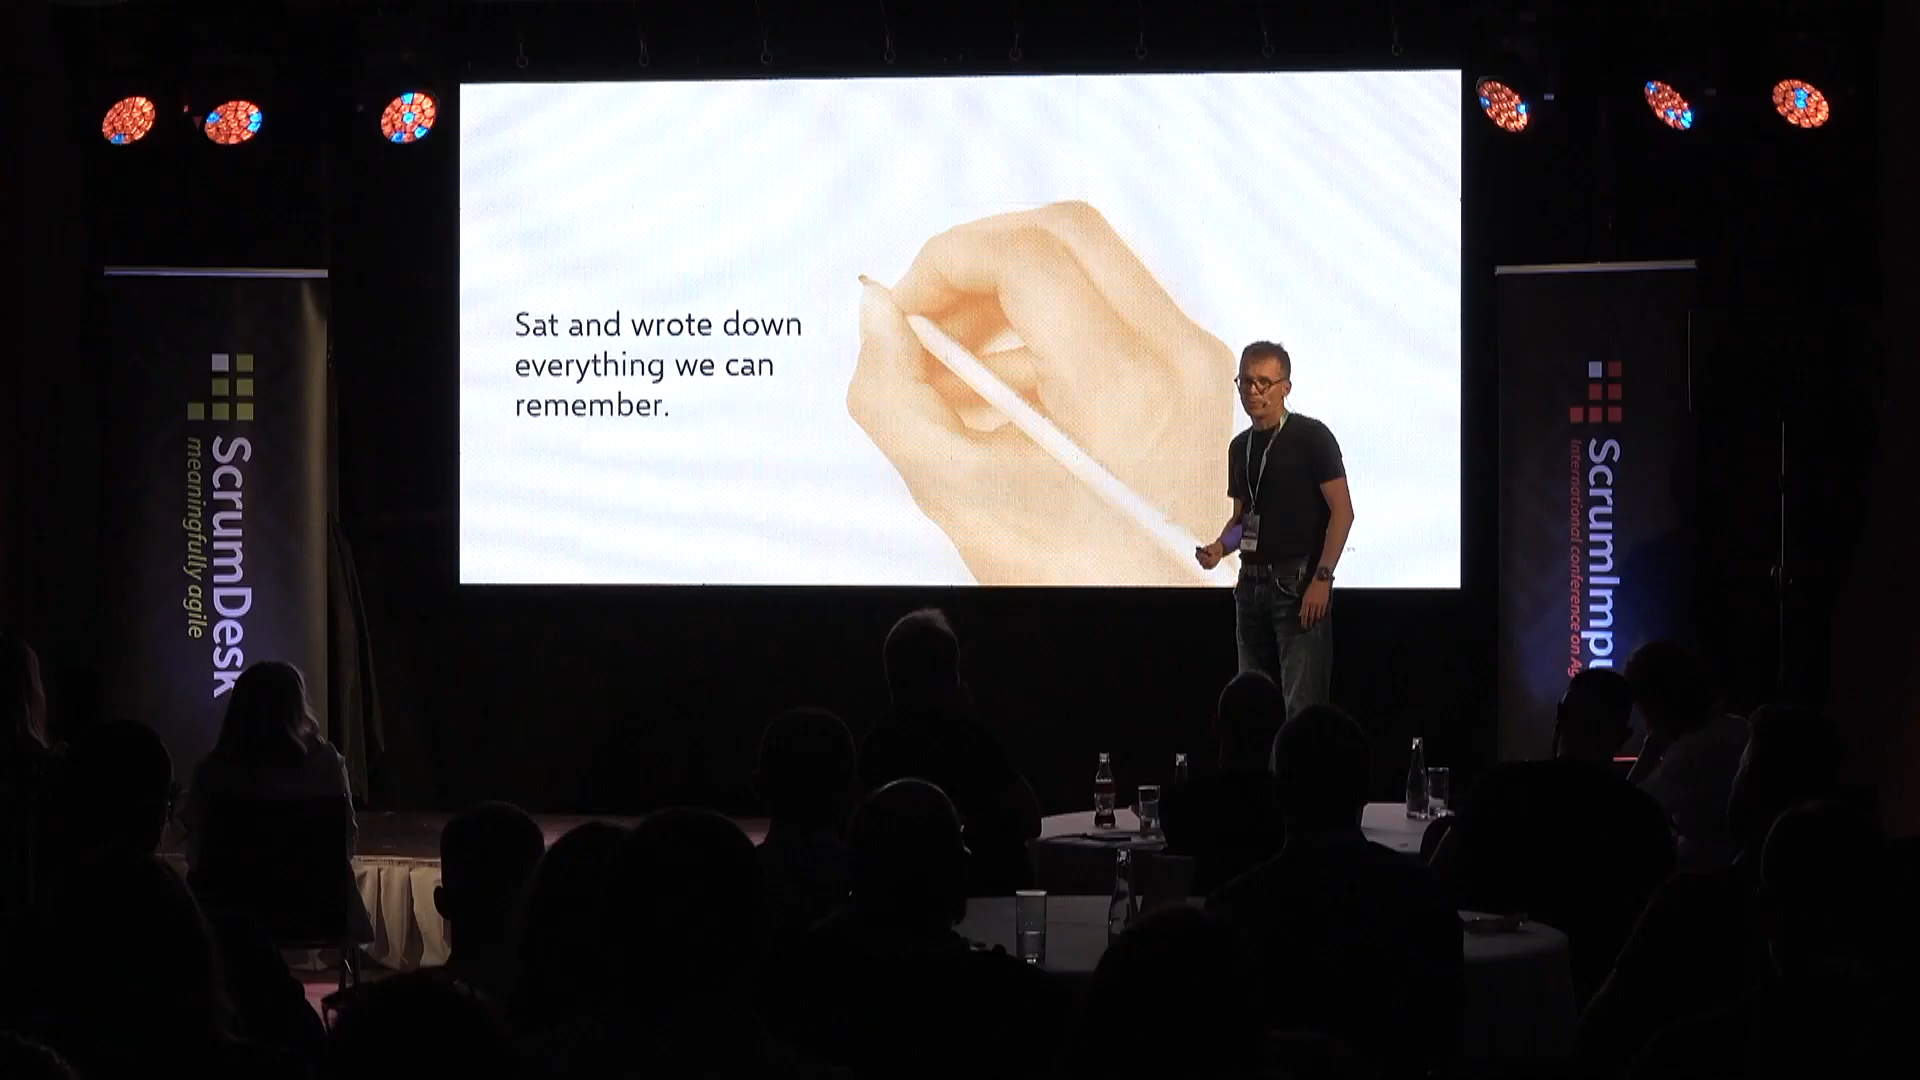 Sat and wrote down
everything we can
remember.
ScrumDesk
meaningfully agile
ScrumImpu
International conference on Ag